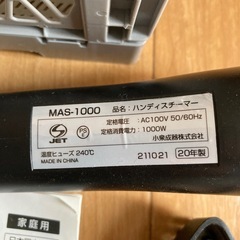 MAS-1000 品名：ハンディスチーマー
定格電圧：AC100V 50/60Hz
定格消費電力：1000W
小泉成器株式会社
JET
PS
E
温度ヒューズ 240℃
MADE IN CHINA
211021
20年製
家庭用